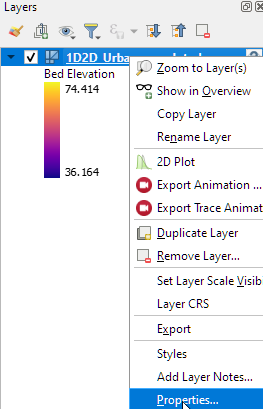 Layers
1D2D_Urba
Bed Elevation
74.414
36.164
Zoom to Layer(s)
Show in Overview
Copy Layer
Rename Layer
2D Plot
Export Animation ...
Export Trace Animat
Duplicate Layer
Remove Layer...
Set Layer Scale Visib
Layer CRS
Export
Styles
Add Layer Notes...
Properties...